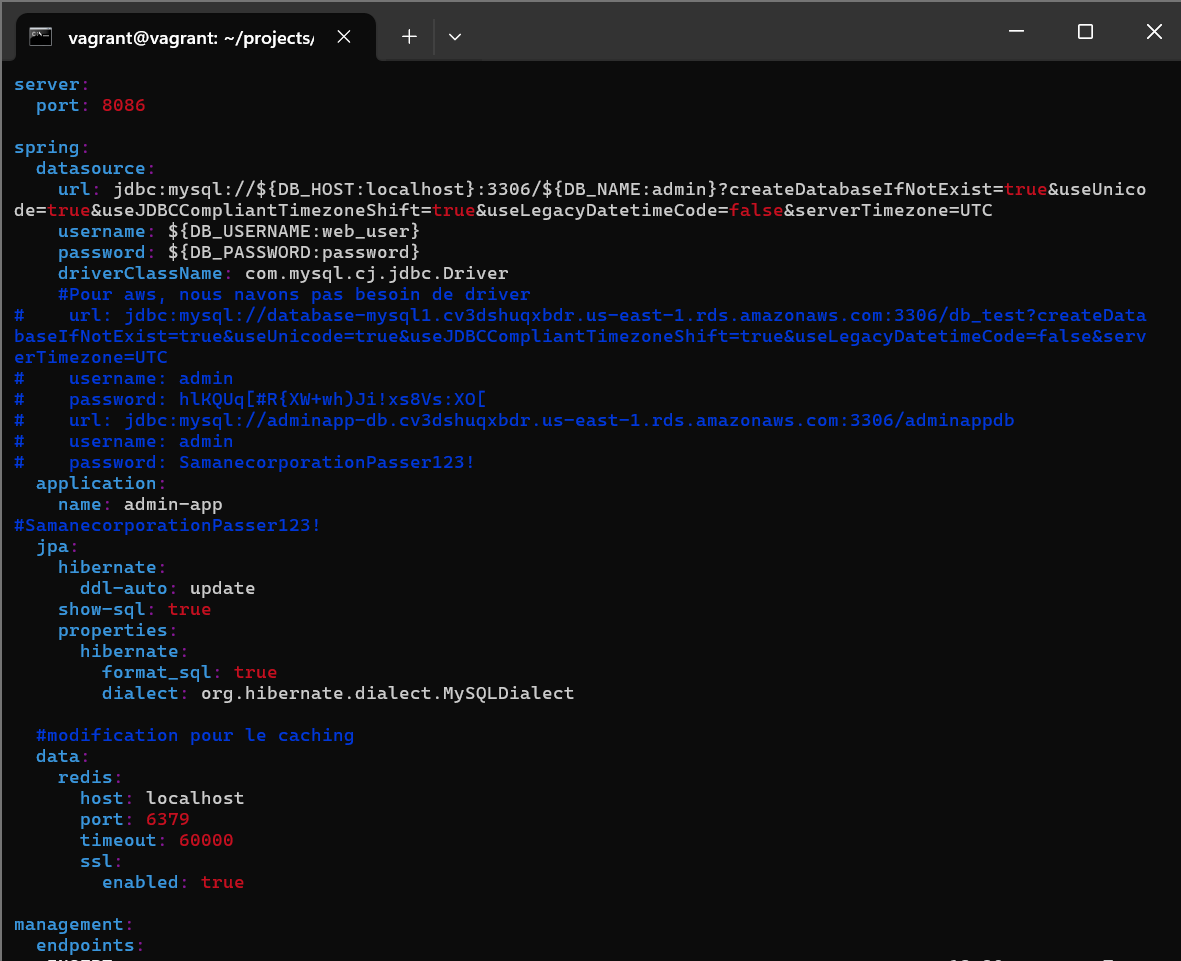 vagrant@vagrant: ~/projects/
server:
  port: 8086

spring:
  datasource:
    url: jdbc:mysql://${DB_HOST:localhost}:3306/${DB_NAME:admin}?createDatabaseIfNotExist=true&useUnico
de=true&useJDBCCompliantTimezoneShift=true&useLegacyDatetimeCode=false&serverTimezone=UTC
    username: ${DB_USERNAME:web_user}
    password: ${DB_PASSWORD:password}
    driverClassName: com.mysql.cj.jdbc.Driver
    #Pour aws, nous navons pas besoin de driver
#    url: jdbc:mysql://database-mysql1.cv3dshuqxbdr.us-east-1.rds.amazonaws.com:3306/db_test?createData
baseIfNotExist=true&useUnicode=true&useJDBCCompliantTimezoneShift=true&useLegacyDatetimeCode=false&serv
erTimezone=UTC
#    username: admin
#    password: hlKQUq[#R{XW+wh)Ji!xs8Vs:XO[
#    url: jdbc:mysql://adminapp-db.cv3dshuqxbdr.us-east-1.rds.amazonaws.com:3306/adminappdb
#    username: admin
#    password: SamanecorporationPasser123!
  application:
    name: admin-app
#SamanecorporationPasser123!
  jpa:
    hibernate:
      ddl-auto: update
    show-sql: true
    properties:
      hibernate:
        format_sql: true
        dialect: org.hibernate.dialect.MySQLDialect

  #modification pour le caching
  data:
    redis:
      host: localhost
      port: 6379
      timeout: 60000
      ssl:
        enabled: true

management:
  endpoints: